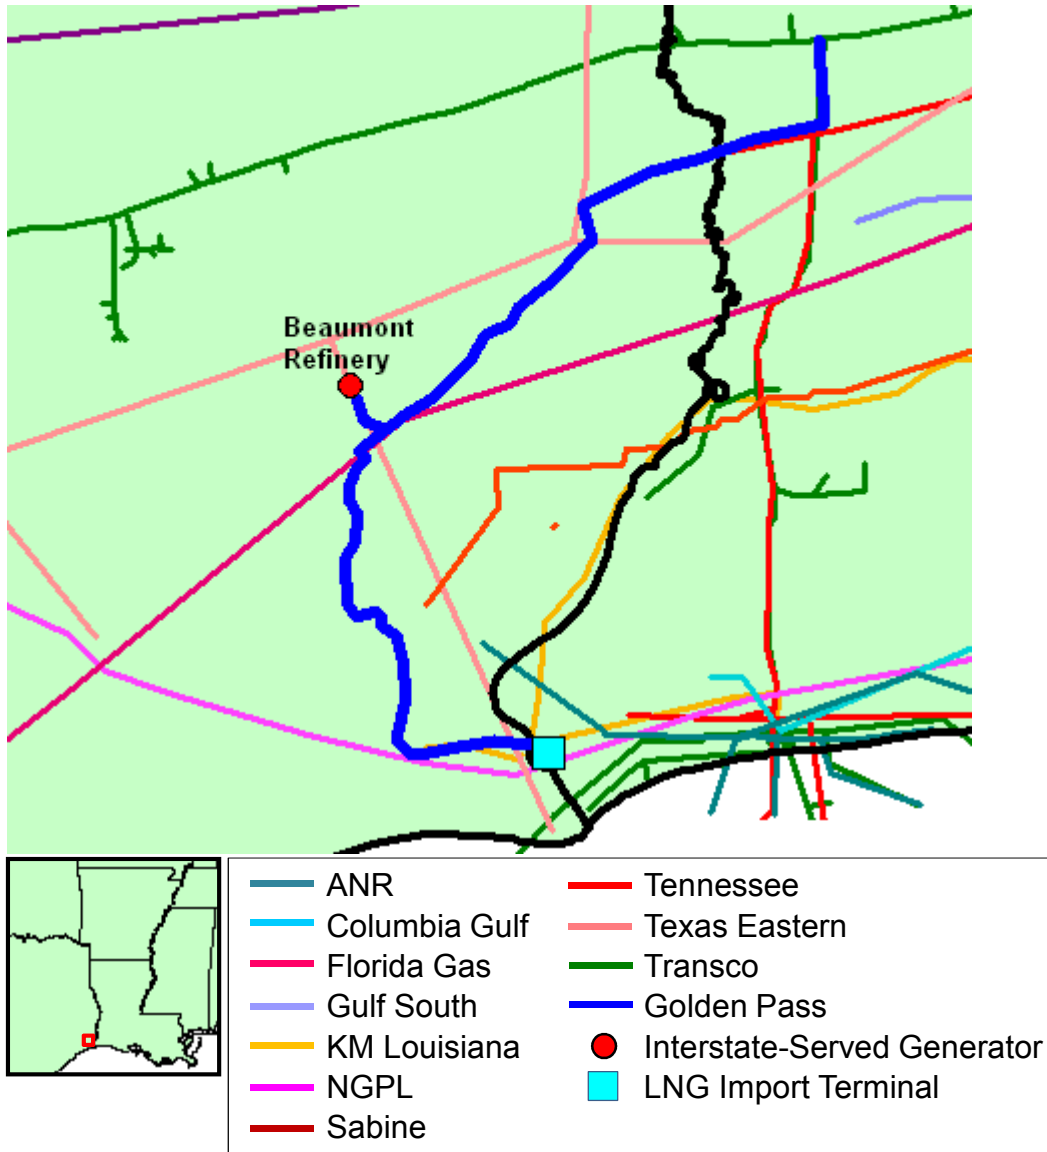 Beaumont
Refinery
ANR
Columbia Gulf
Florida Gas
Gulf South
KM Louisiana
NGPL
Sabine
Tennessee
Texas Eastern
Transco
Golden Pass
Interstate-Served Generator
LNG Import Terminal